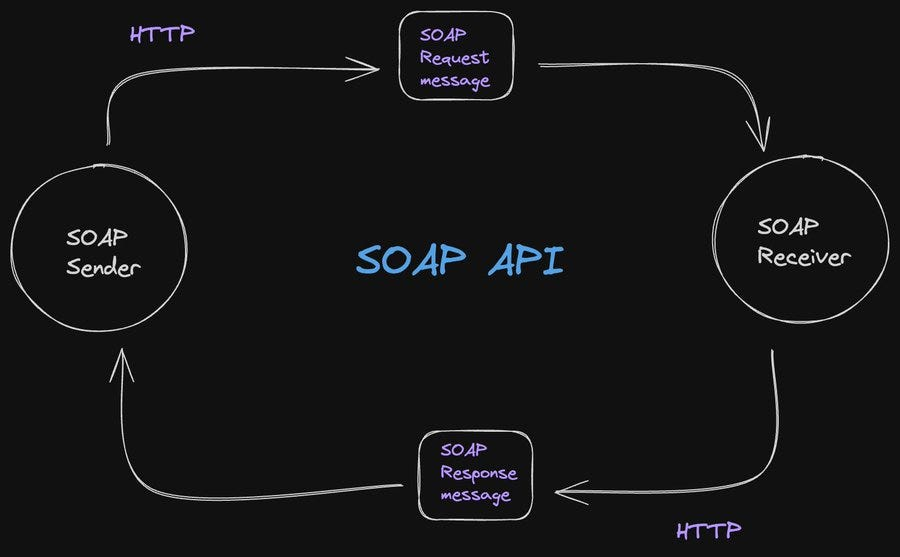 HTTP
SOAP
Request
message
SOAP
Sender
SOAP API
SOAP
Receiver
SOAP
Response
message
HTTP